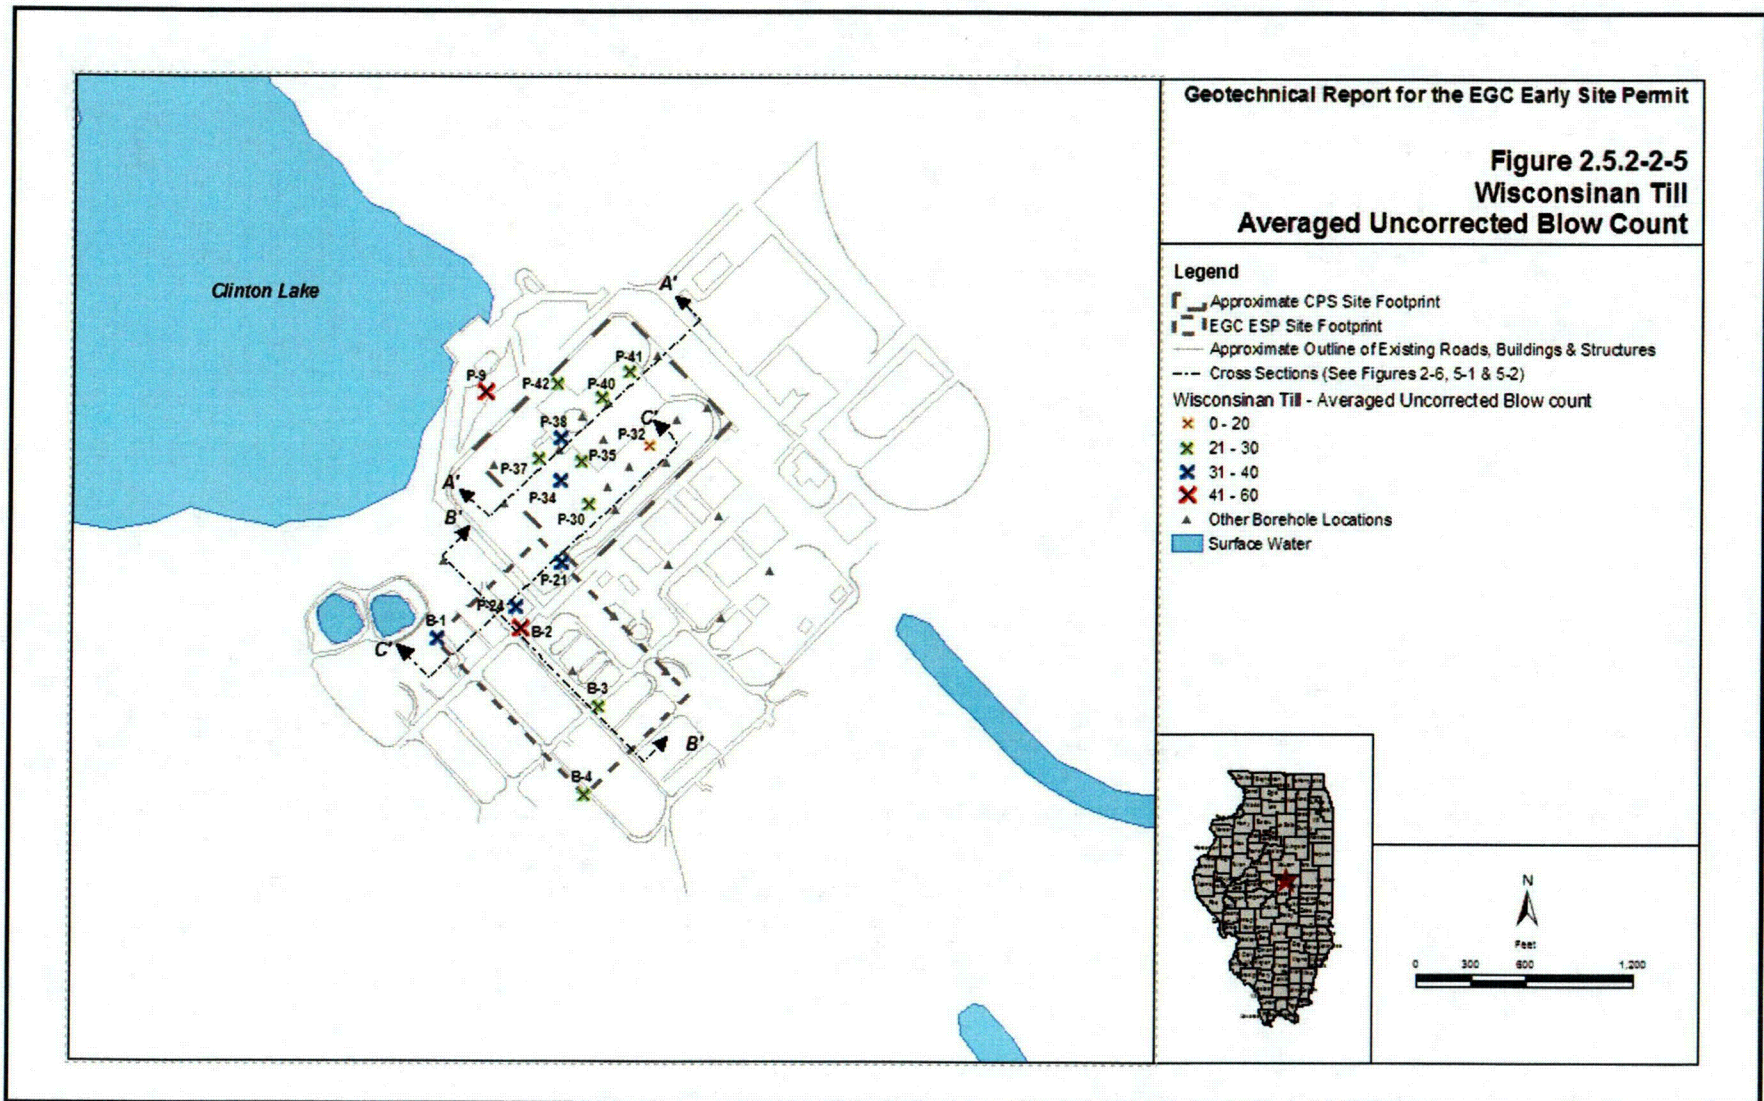 Geotechnical Report for the EGC Early Site Permit
Figure 2.5.2-2-5
Wisconsinan Till
Averaged Uncorrected Blow Count
Legend
Approximate CPS Site Footprint
EGC ESP Site Footprint
Approximate Outline of Existing Roads, Buildings & Structures
Cross Sections (See Figures 2-6, 5-1 & 5-2)
Wisconsinan Till - Averaged Uncorrected Blow count
0 - 20
21 - 30
31 - 40
41 - 60
Other Borehole Locations
Surface Water
Clinton Lake
A'
P-41
P-9
P-42
P-40
C'
P-38
P-32
P-37
P-35
A'
P-34
B'
P-30
P-21
P-24
B-1
B-2
C'
B-3
B'
B-4
N
Feet
0 300 600 1,200